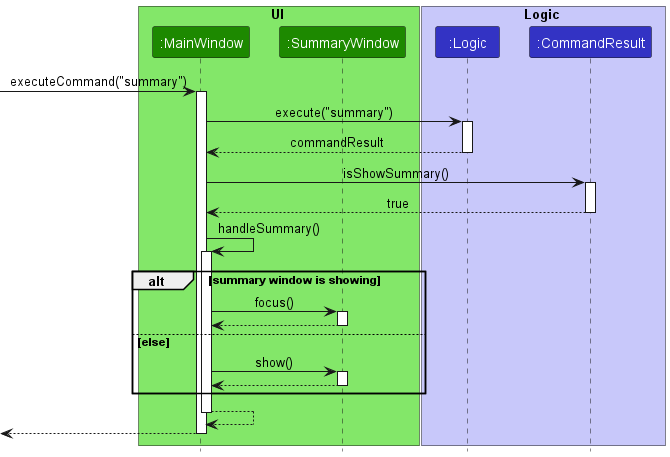 UI
Logic
:MainWindow
:SummaryWindow
:Logic
:CommandResult
executeCommand("summary")
execute("summary")
commandResult
isShowSummary()
true
handleSummary()
alt
[summary window is showing]
focus()
[else]
show()